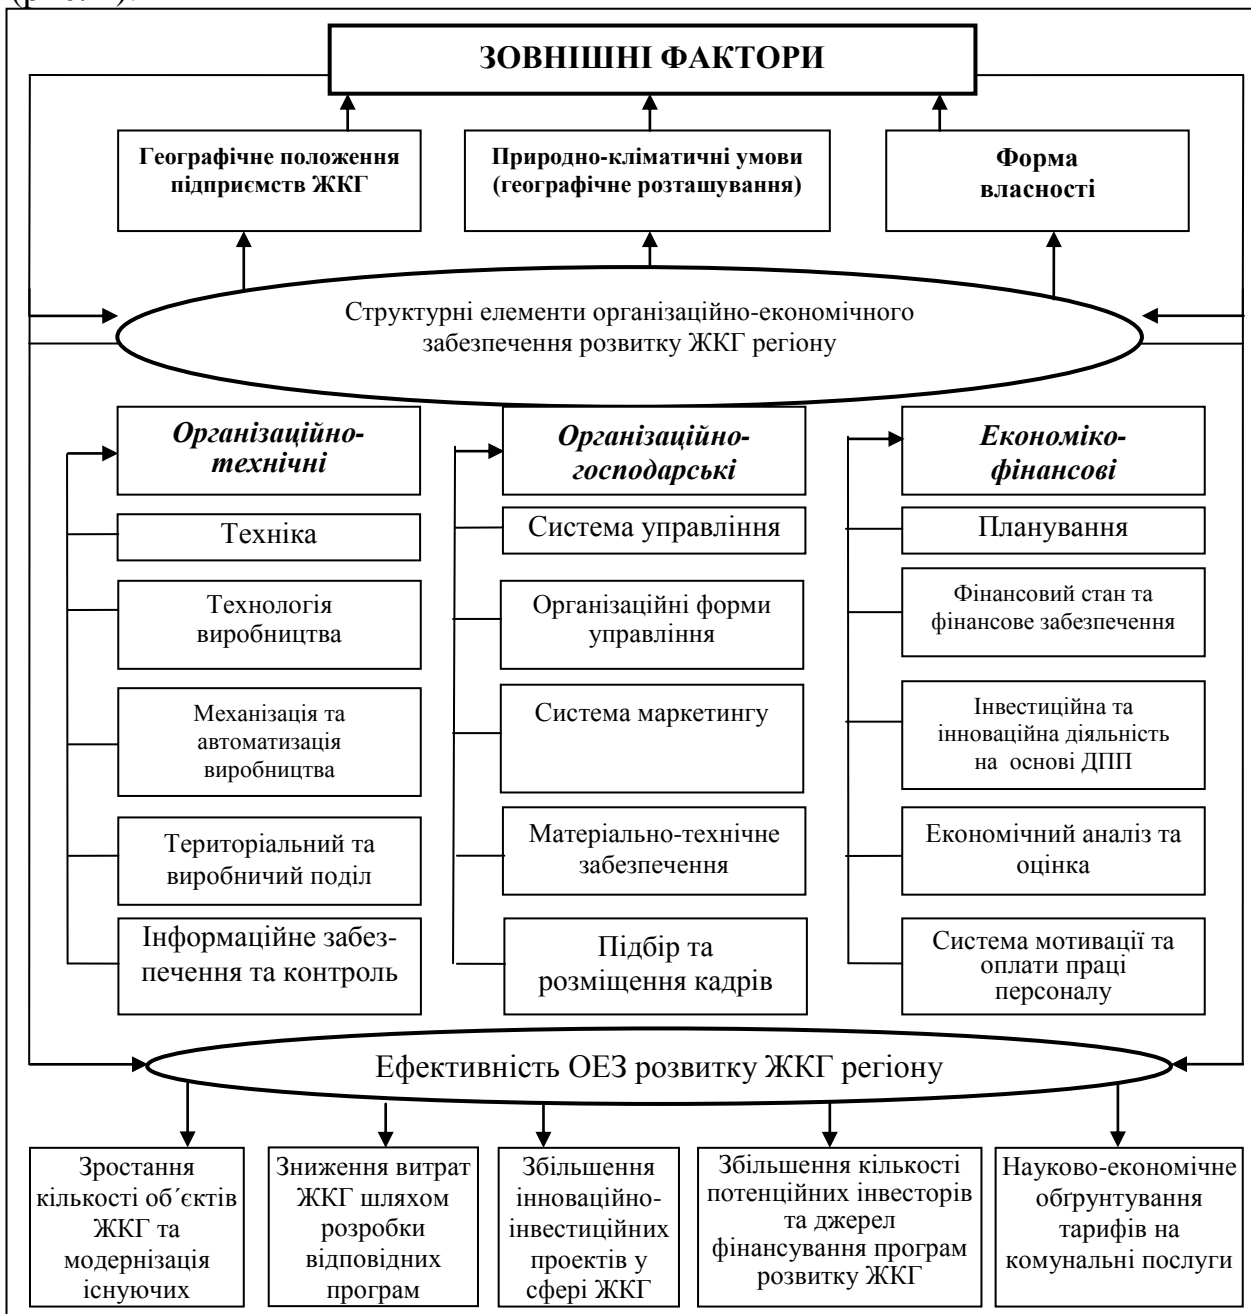 ЗОВНІШНІ ФАКТОРИ
Географічне положення
підприємств ЖКГ
Природно-кліматичні умови
(географічне розташування)
Форма
власності
Структурні елементи організаційно-економічного
забезпечення розвитку ЖКГ регіону
Організаційно-
технічні
Техніка
Технологія
виробництва
Механізація та
автоматизація
виробництва
Територіальний та
виробничий поділ
Інформаційне забез-
печення та контроль
Організаційно-
господарські
Система управління
Організаційні форми
управління
Система маркетингу
Матеріально-технічне
забезпечення
Підбір та
розміщення кадрів
Економіко-
фінансові
Планування
Фінансовий стан та
фінансове забезпечення
Інвестиційна та
інноваційна діяльність
на основі ДПП
Економічний аналіз та
оцінка
Система мотивації та
оплати праці
персоналу
Ефективність ОЕЗ розвитку ЖКГ регіону
Зростання
кількості об´єктів
ЖКГ та
модернізація
існуючих
Зниження витрат
ЖКГ шляхом
розробки
відповідних
програм
Збільшення
інноваційно-
інвестиційних
проектів у
сфері ЖКГ
Збільшення кількості
потенційних інвесторів
та джерел
фінансування програм
розвитку ЖКГ
Науково-економічне
обґрунтування
тарифів на
комунальні послуги